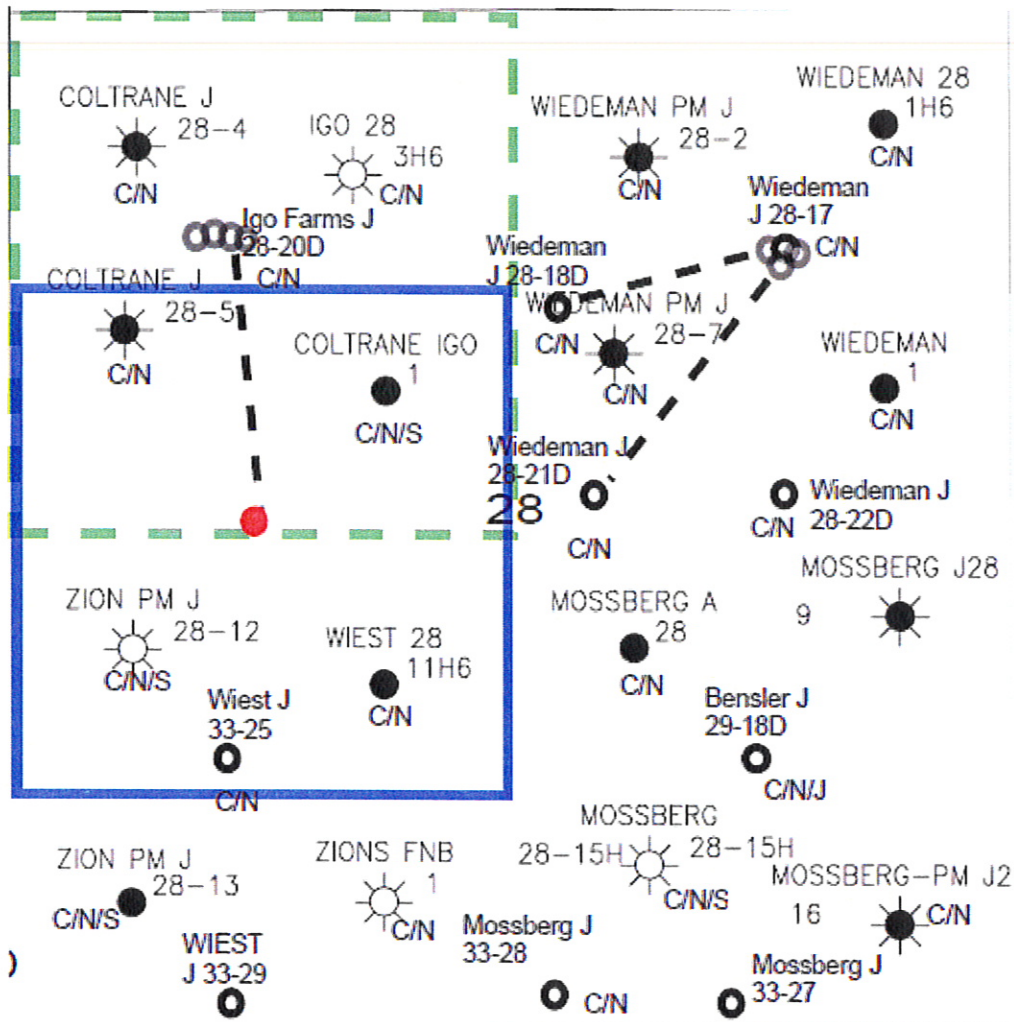 COLTRANE J
28-4
C/N
IGO 28
3H6
C/N
WIEDEMAN PM J
28-2
C/N
WIEDEMAN 28
1H6
C/N
Igo Farms J
28-20D
C/N
Wiedeman
J 28-18D
C/N
Wiedeman
J 28-17
C/N
COLTRANE J
28-5
C/N
COLTRANE IGO
1
C/N/S
WIEDEMAN PM J
28-7
C/N
WIEDEMAN
1
C/N
Wiedeman J
28-21D
28
C/N
Wiedeman J
28-22D
C/N
ZION PM J
28-12
C/N/S
WIEST 28
11H6
C/N
MOSSBERG A
28
C/N
MOSSBERG J28
9
Wiest J
33-25
C/N
Bensler J
29-18D
C/N/J
ZION PM J
28-13
C/N/S
ZIONS FNB
1
C/N
MOSSBERG
28-15H
28-15H
C/N/S
MOSSBERG-PM J2
16
C/N
WIEST
J 33-29
Mossberg J
33-28
C/N
Mossberg J
33-27
)